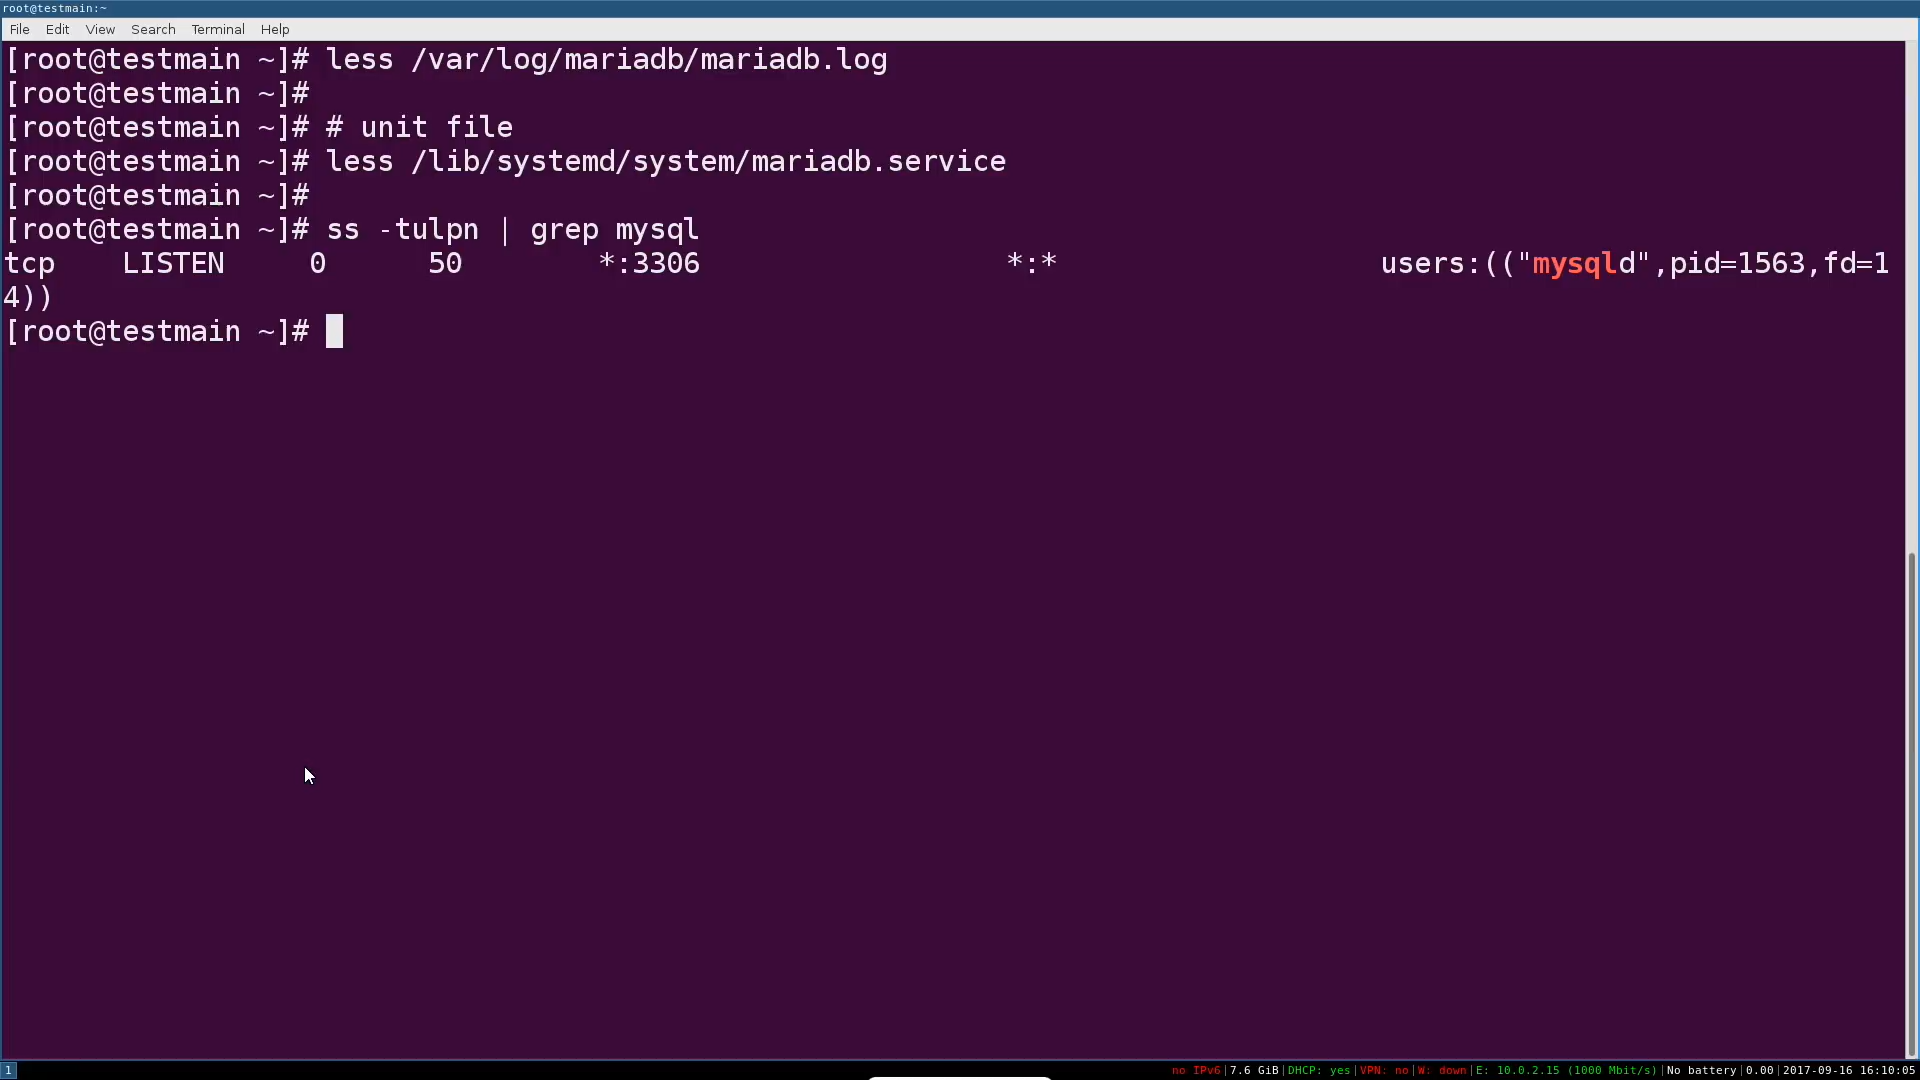 root@testmain:~
File Edit View Search Terminal Help
[root@testmain ~]# less /var/log/mariadb/mariadb.log
[root@testmain ~]#
[root@testmain ~]# # unit file
[root@testmain ~]# less /lib/systemd/system/mariadb.service
[root@testmain ~]#
[root@testmain ~]# ss -tulpn | grep mysql
tcp LISTEN 0 50 *:3306 *:* users:(("mysqld",pid=1563,fd=1
4))
[root@testmain ~]#
1 no IPv6|7.6 GiB|DHCP: yes|VPN: no|W: down|E: 10.0.2.15 (1000 Mbit/s)|No battery|0.00|2017-09-16 16:10:05